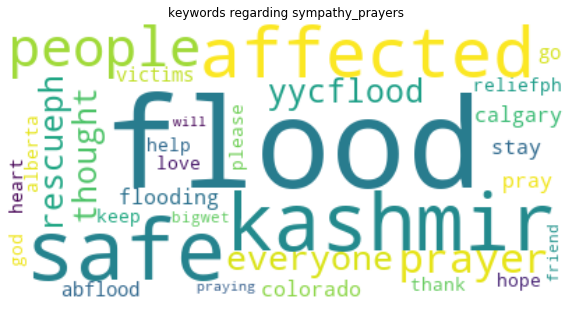 keywords regarding sympathy_prayers
people
affected
go
victims
yycflood
reliefph
rescueph
thought
flood
will
help
love
please
calgary
stay
heart
alberta
flooding
pray
keep
bigwet
kashmir
god
safe
everyone
prayer
friend
abflood
praying
colorado
thank
hope